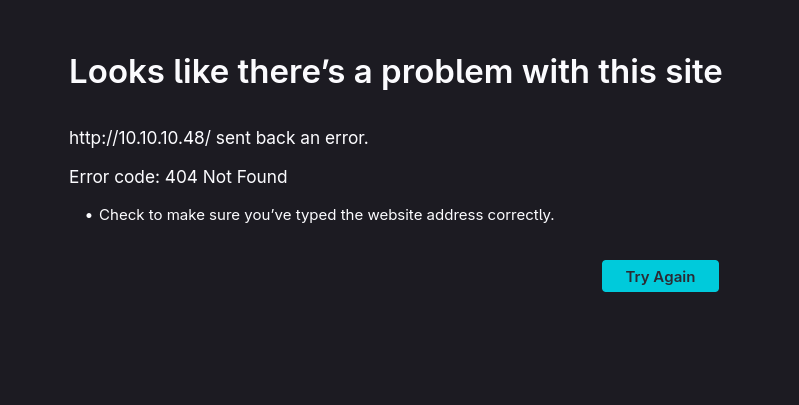 Looks like there’s a problem with this site
http://10.10.10.48/ sent back an error.
Error code: 404 Not Found
• Check to make sure you’ve typed the website address correctly.
Try Again